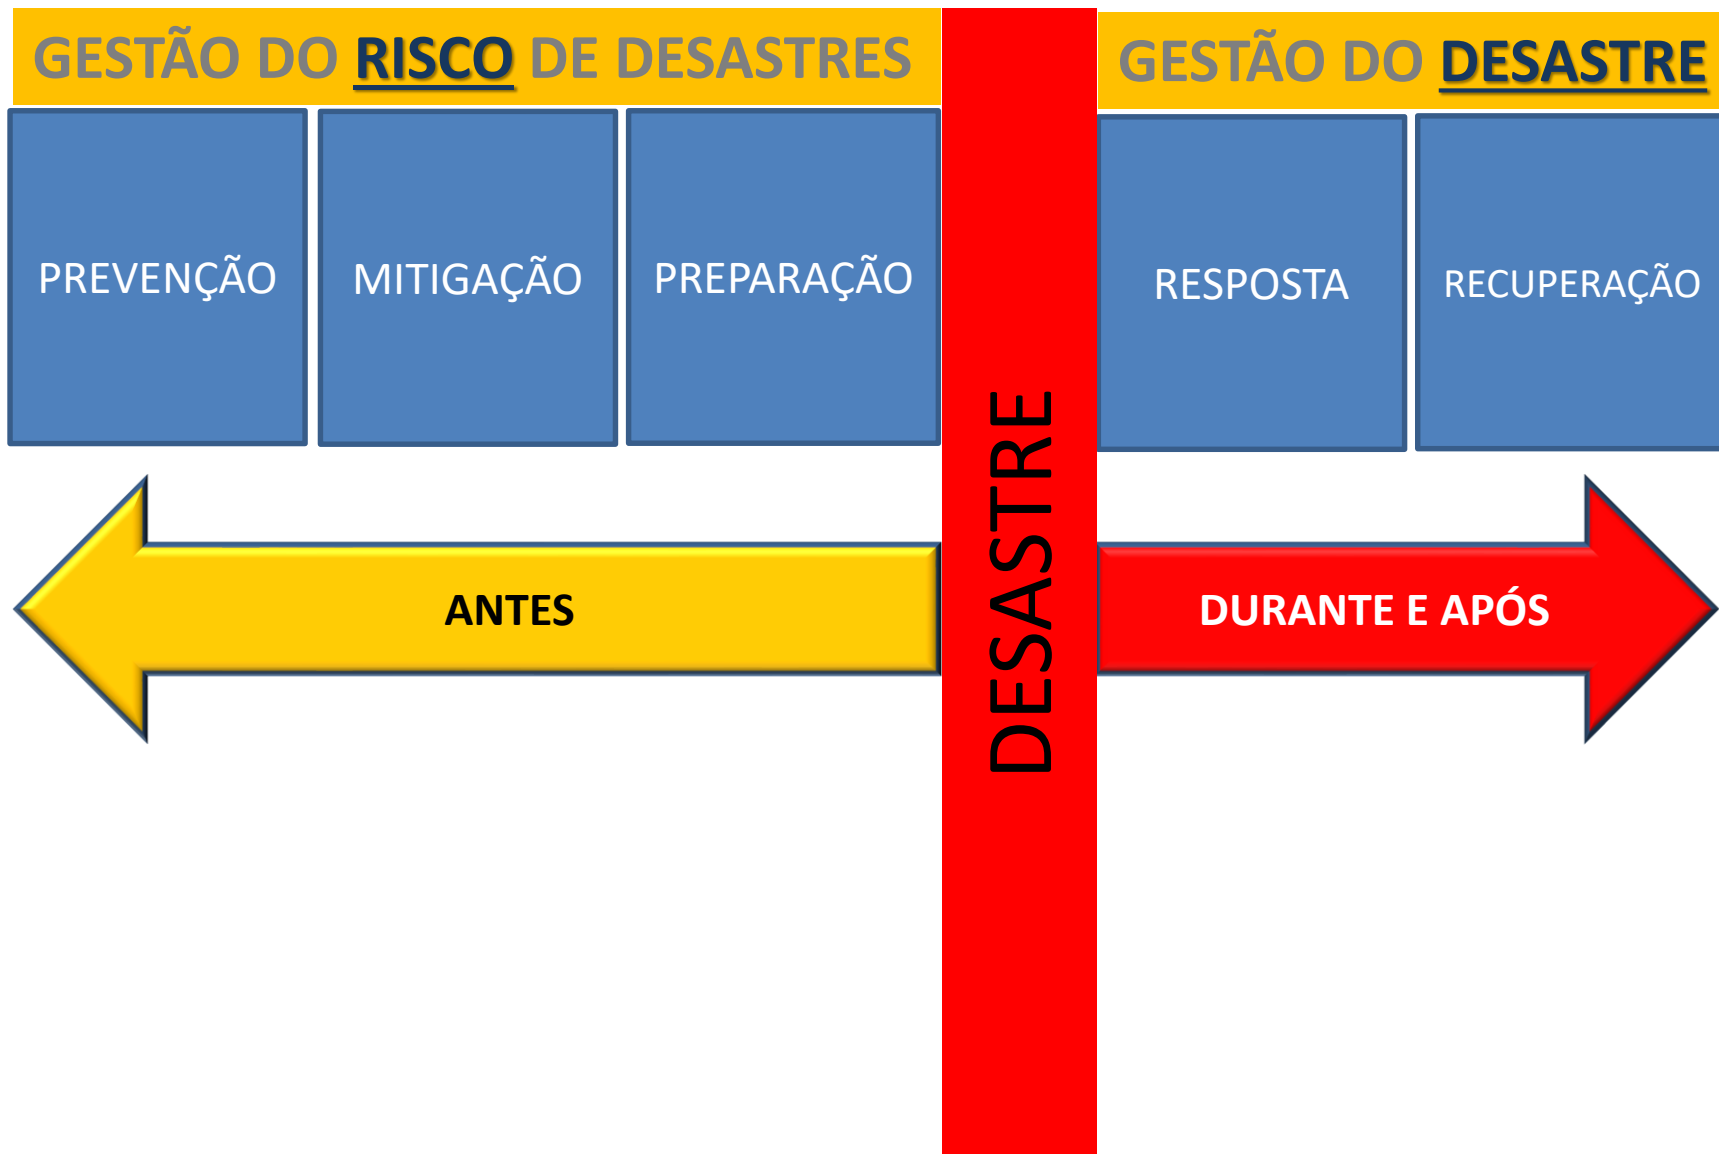 GESTÃO DO RISCO DE DESASTRES
GESTÃO DO DESASTRE
PREVENÇÃO
MITIGAÇÃO
PREPARAÇÃO
RESPOSTA
RECUPERAÇÃO
DESASTRE
ANTES
DURANTE E APÓS